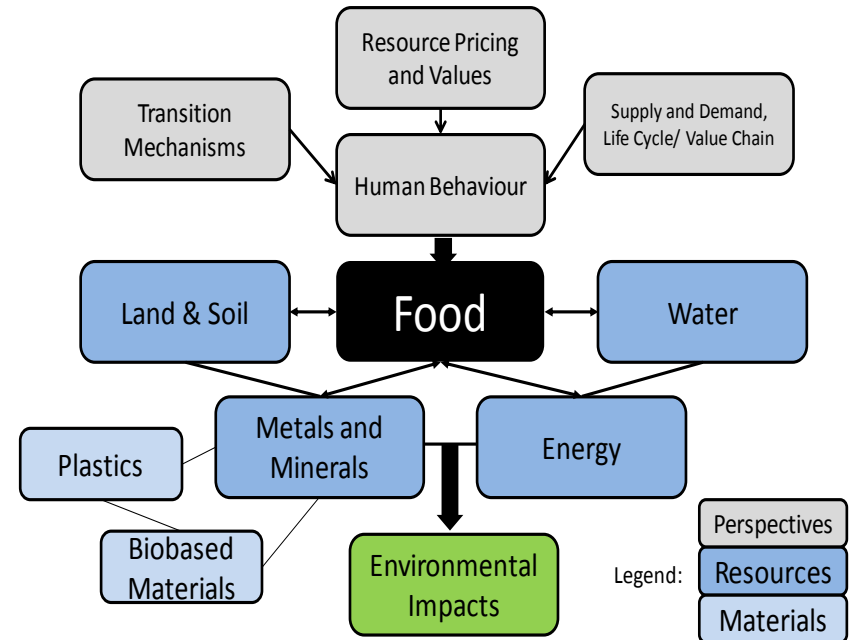 Resource Pricing
and Values
Transition
Mechanisms
Supply and Demand,
Life Cycle/ Value Chain
Human Behaviour
Land & Soil
Food
Water
Metals and
Minerals
Energy
Plastics
Biobased
Materials
Environmental
Impacts
Legend:
Perspectives
Resources
Materials